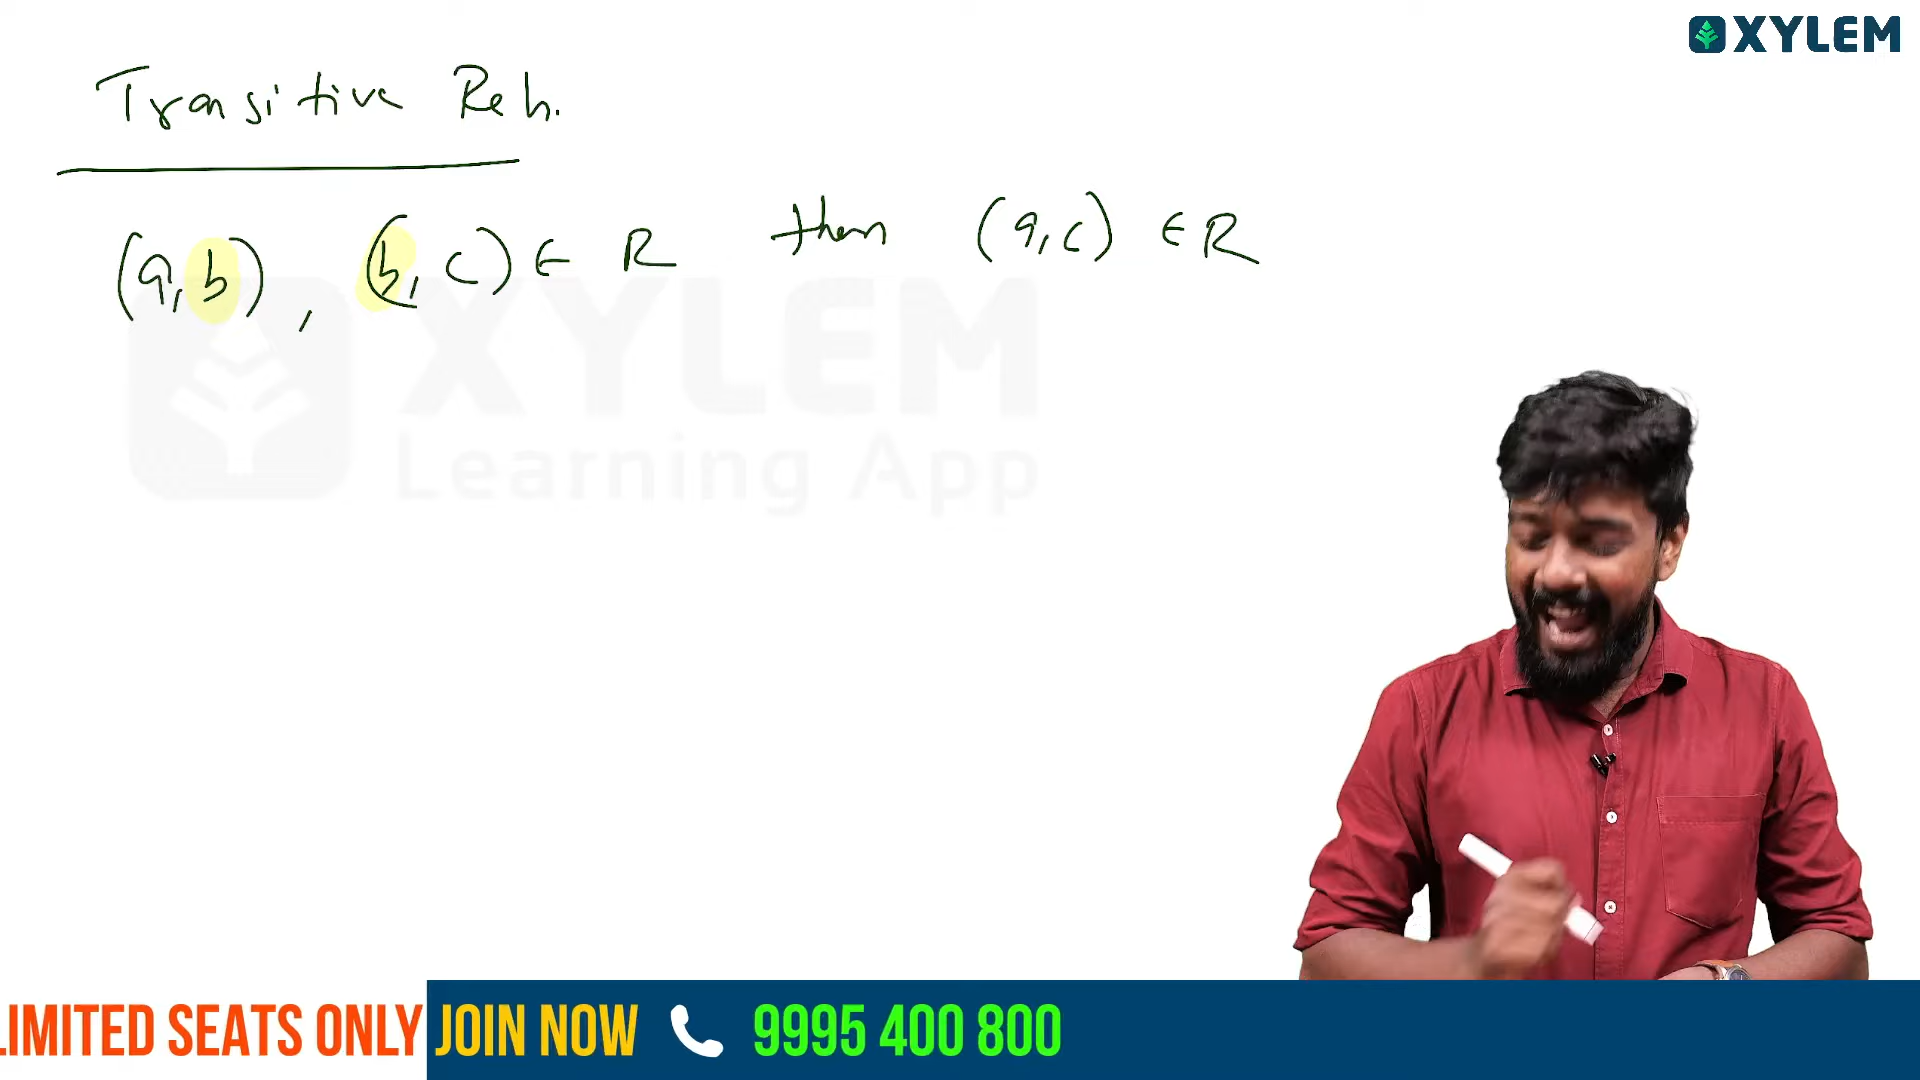 XYLEM
Transitive Reln.
(a,b) , (b,c) ∈ R then (a,c) ∈ R
XYLEM
Learning App
LIMITED SEATS ONLY JOIN NOW 9995 400 800